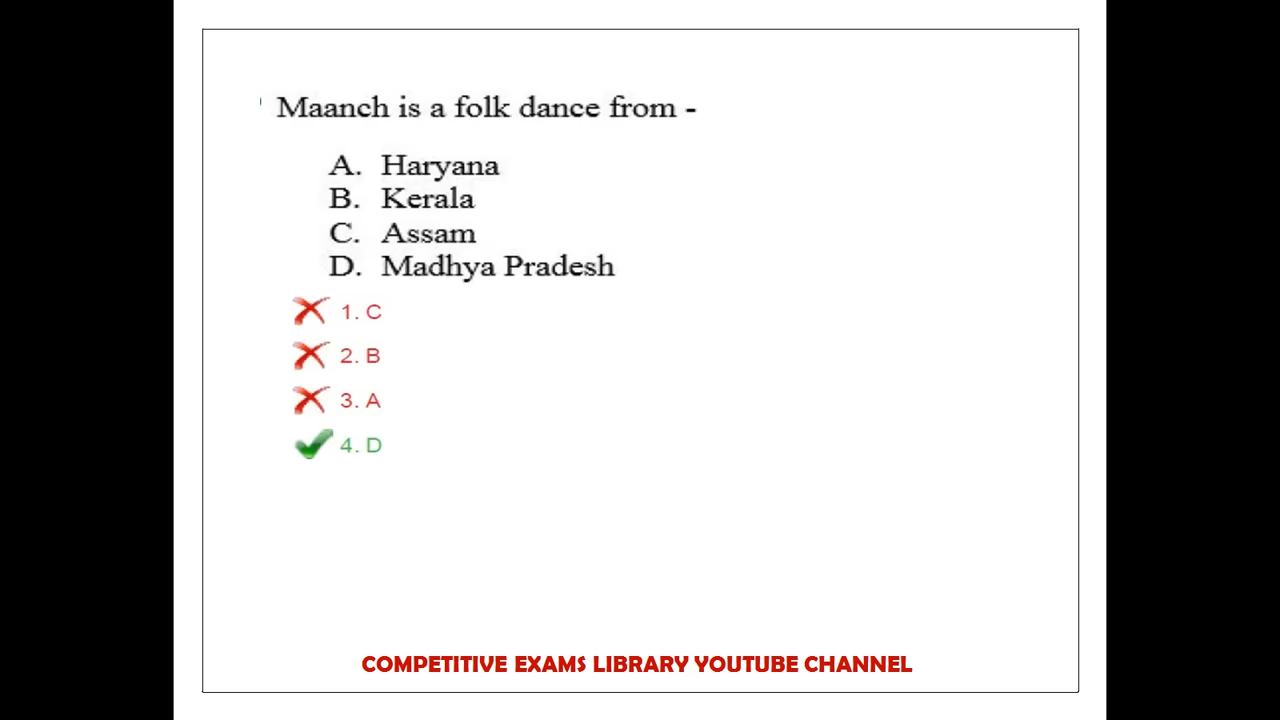 Maanch is a folk dance from -
A. Haryana
B. Kerala
C. Assam
D. Madhya Pradesh
1. C
2. B
3. A
4. D
COMPETITIVE EXAMS LIBRARY YOUTUBE CHANNEL